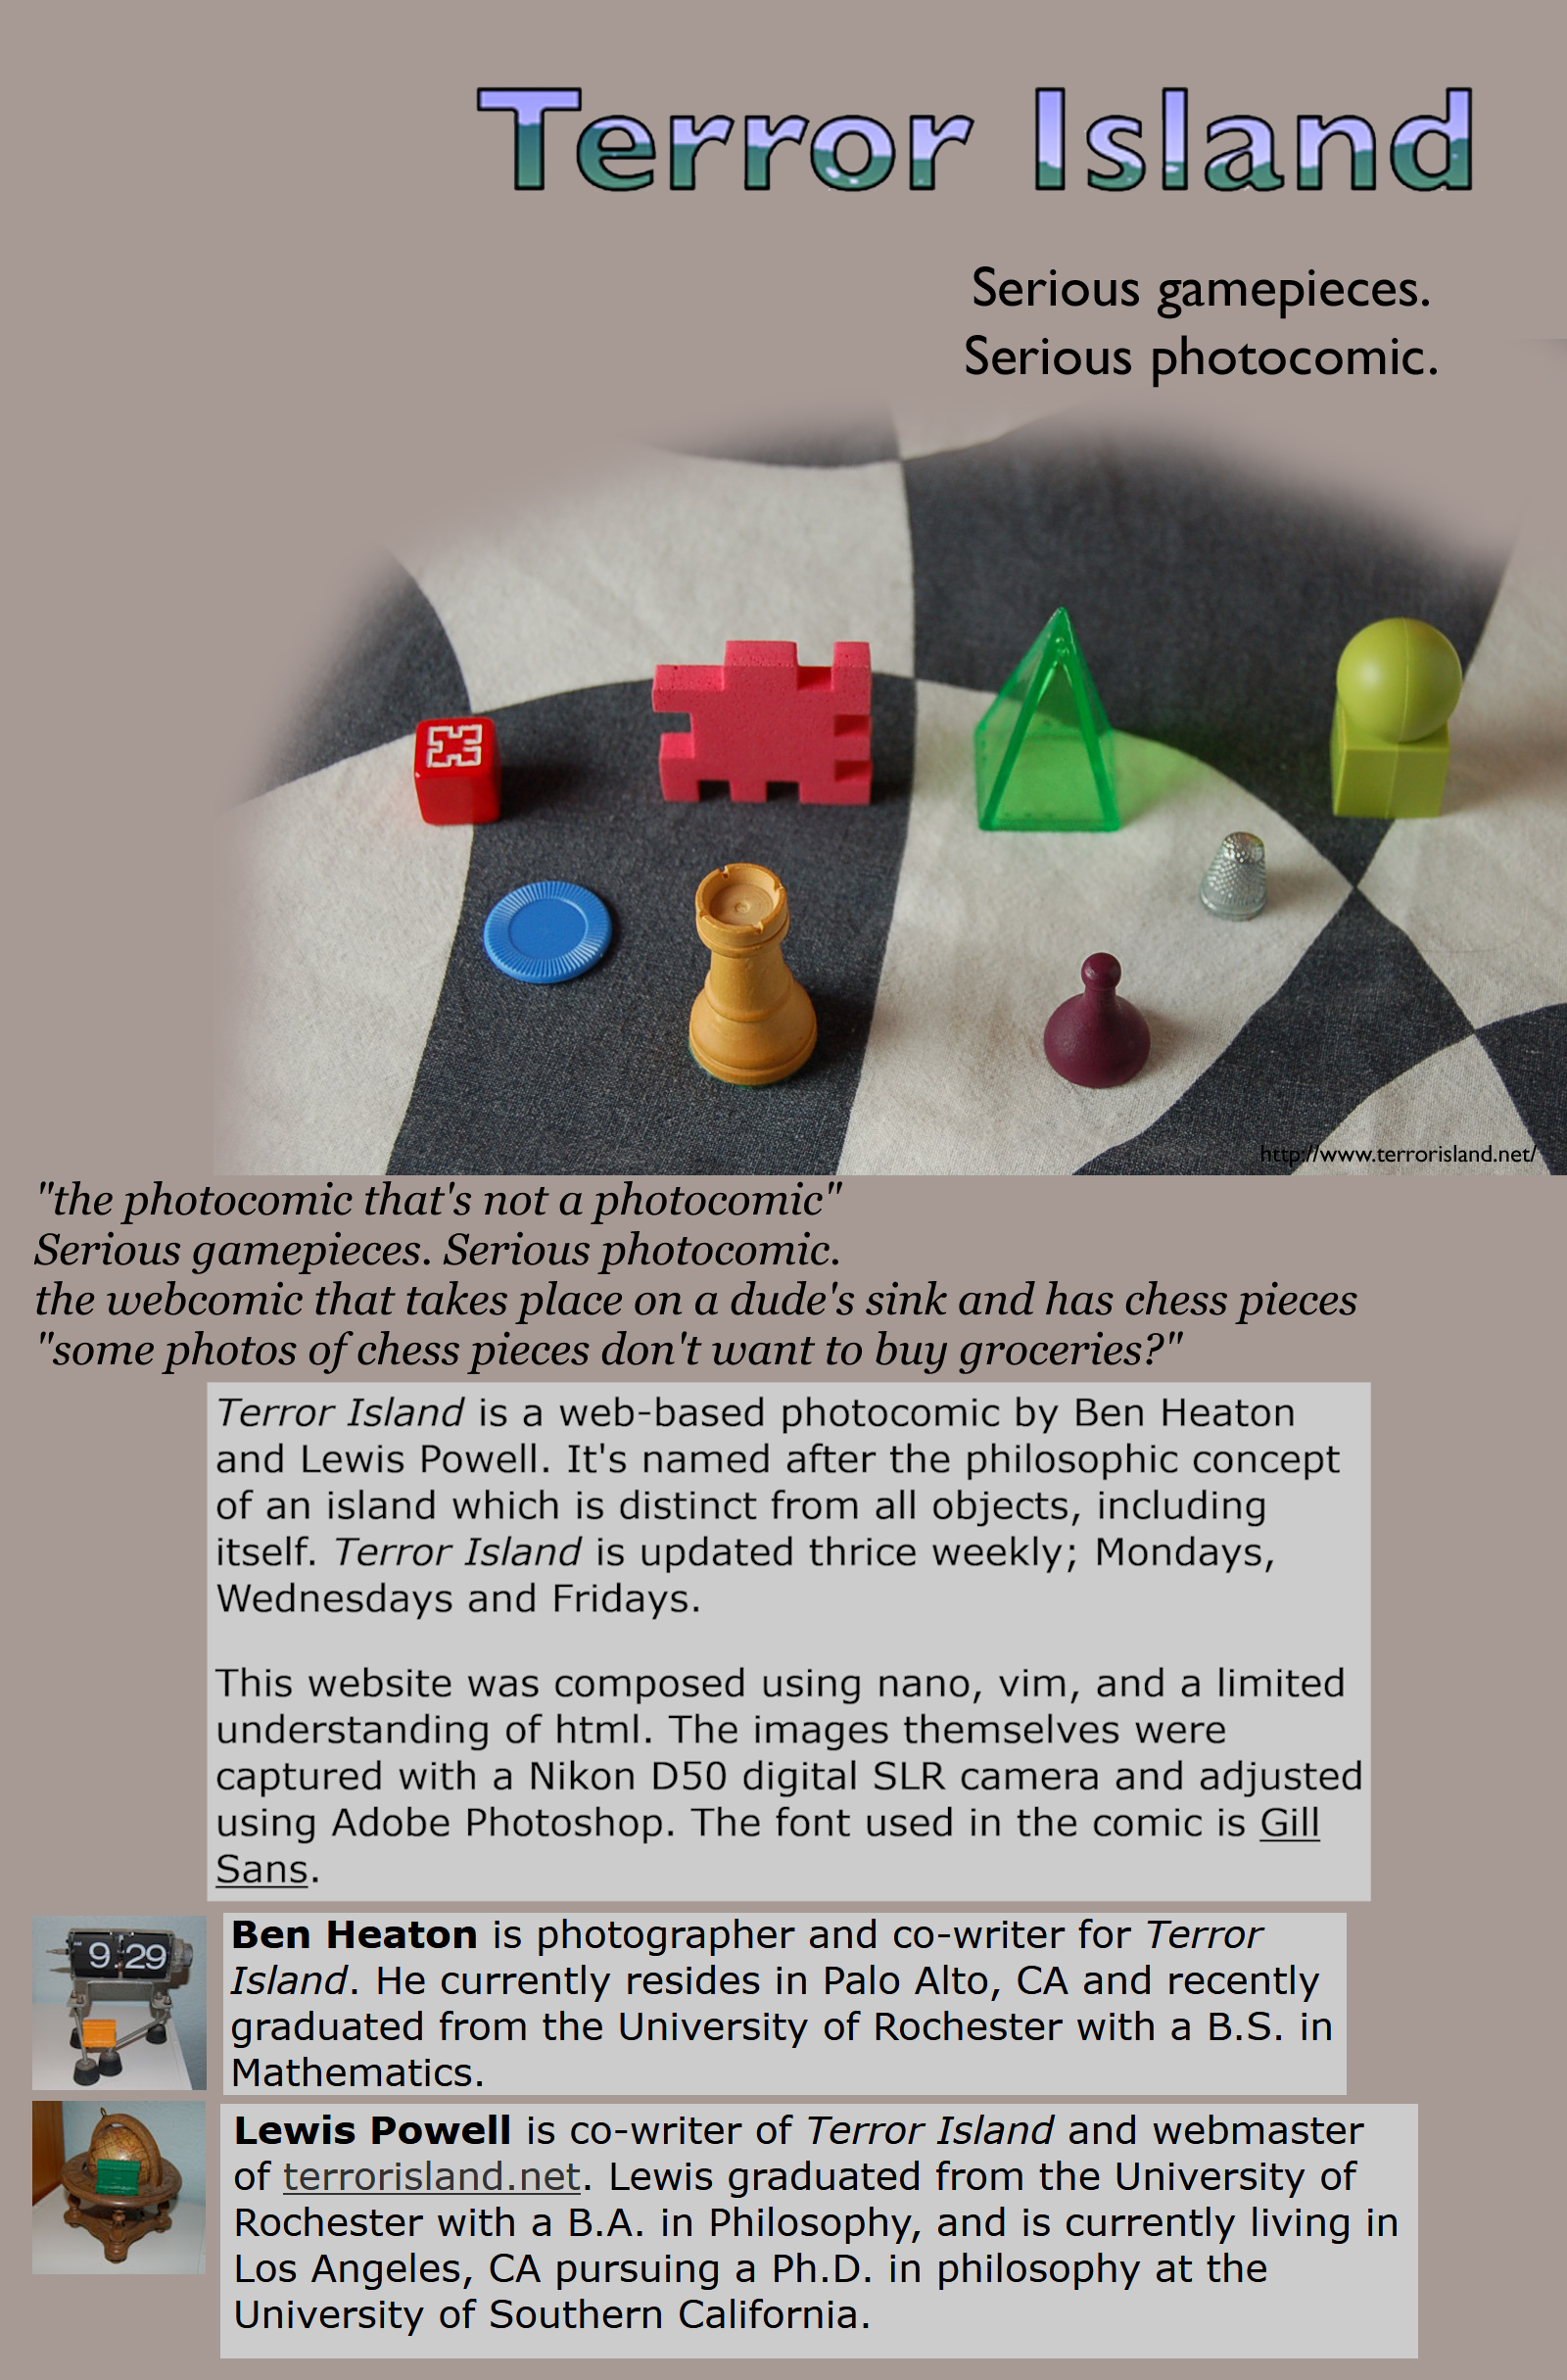 Terror Island
Serious gamepieces.
Serious photocomic.
http://www.terrorisland.net/
"the photocomic that's not a photocomic"
Serious gamepieces. Serious photocomic.
the webcomic that takes place on a dude's sink and has chess pieces
"some photos of chess pieces don't want to buy groceries?"
Terror Island is a web-based photocomic by Ben Heaton
and Lewis Powell. It's named after the philosophic concept
of an island which is distinct from all objects, including
itself. Terror Island is updated thrice weekly; Mondays,
Wednesdays and Fridays.
This website was composed using nano, vim, and a limited
understanding of html. The images themselves were
captured with a Nikon D50 digital SLR camera and adjusted
using Adobe Photoshop. The font used in the comic is Gill
Sans.
9:29
Ben Heaton is photographer and co-writer for Terror
Island. He currently resides in Palo Alto, CA and recently
graduated from the University of Rochester with a B.S. in
Mathematics.
Lewis Powell is co-writer of Terror Island and webmaster
of terrorisland.net. Lewis graduated from the University of
Rochester with a B.A. in Philosophy, and is currently living in
Los Angeles, CA pursuing a Ph.D. in philosophy at the
University of Southern California.